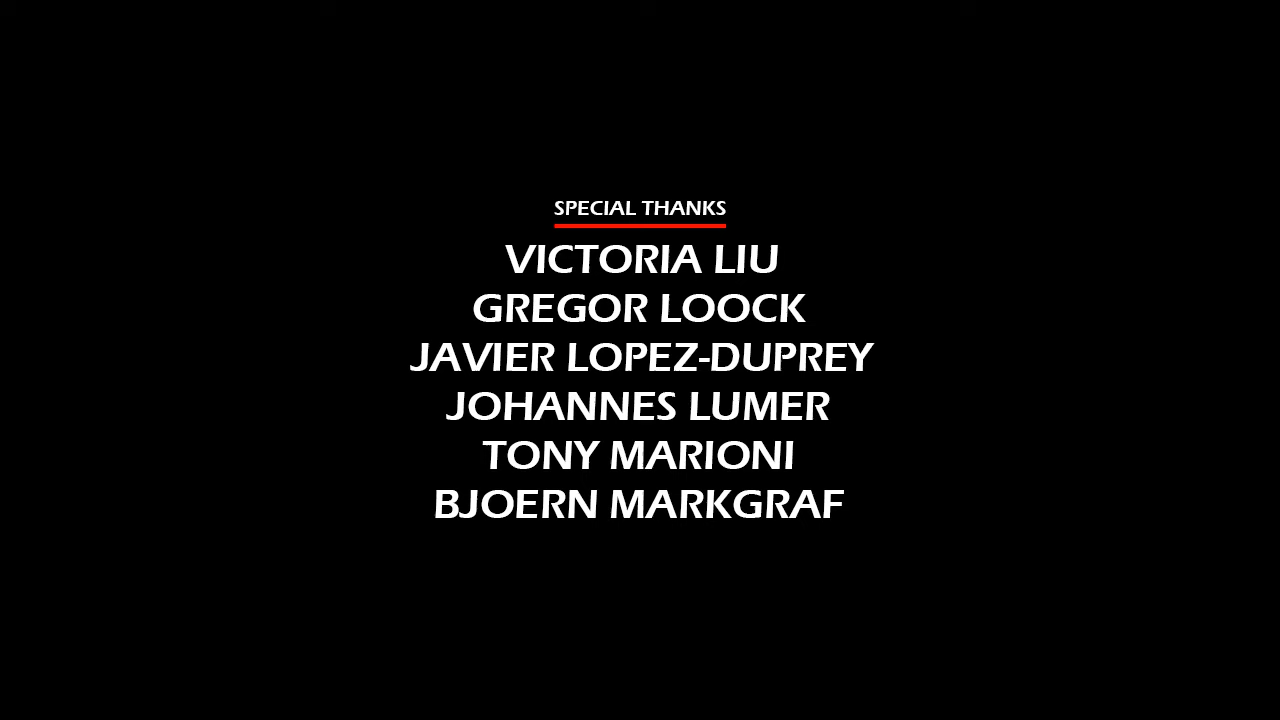 SPECIAL THANKS
VICTORIA LIU
GREGOR LOOCK
JAVIER LOPEZ-DUPREY
JOHANNES LUMER
TONY MARIONI
BJOERN MARKGRAF